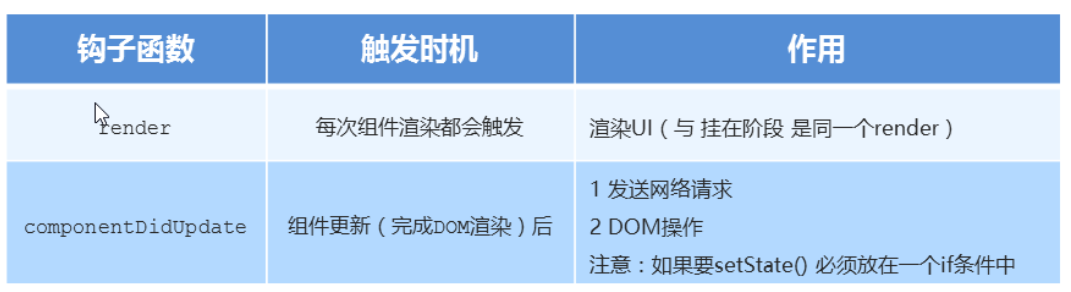 钩子函数 触发时机 作用
render 每次组件渲染都会触发 渲染UI（与 挂在阶段 是同一个render）
componentDidUpdate 组件更新（完成DOM渲染）后
1 发送网络请求
2 DOM操作
注意：如果要setState() 必须放在一个if条件中